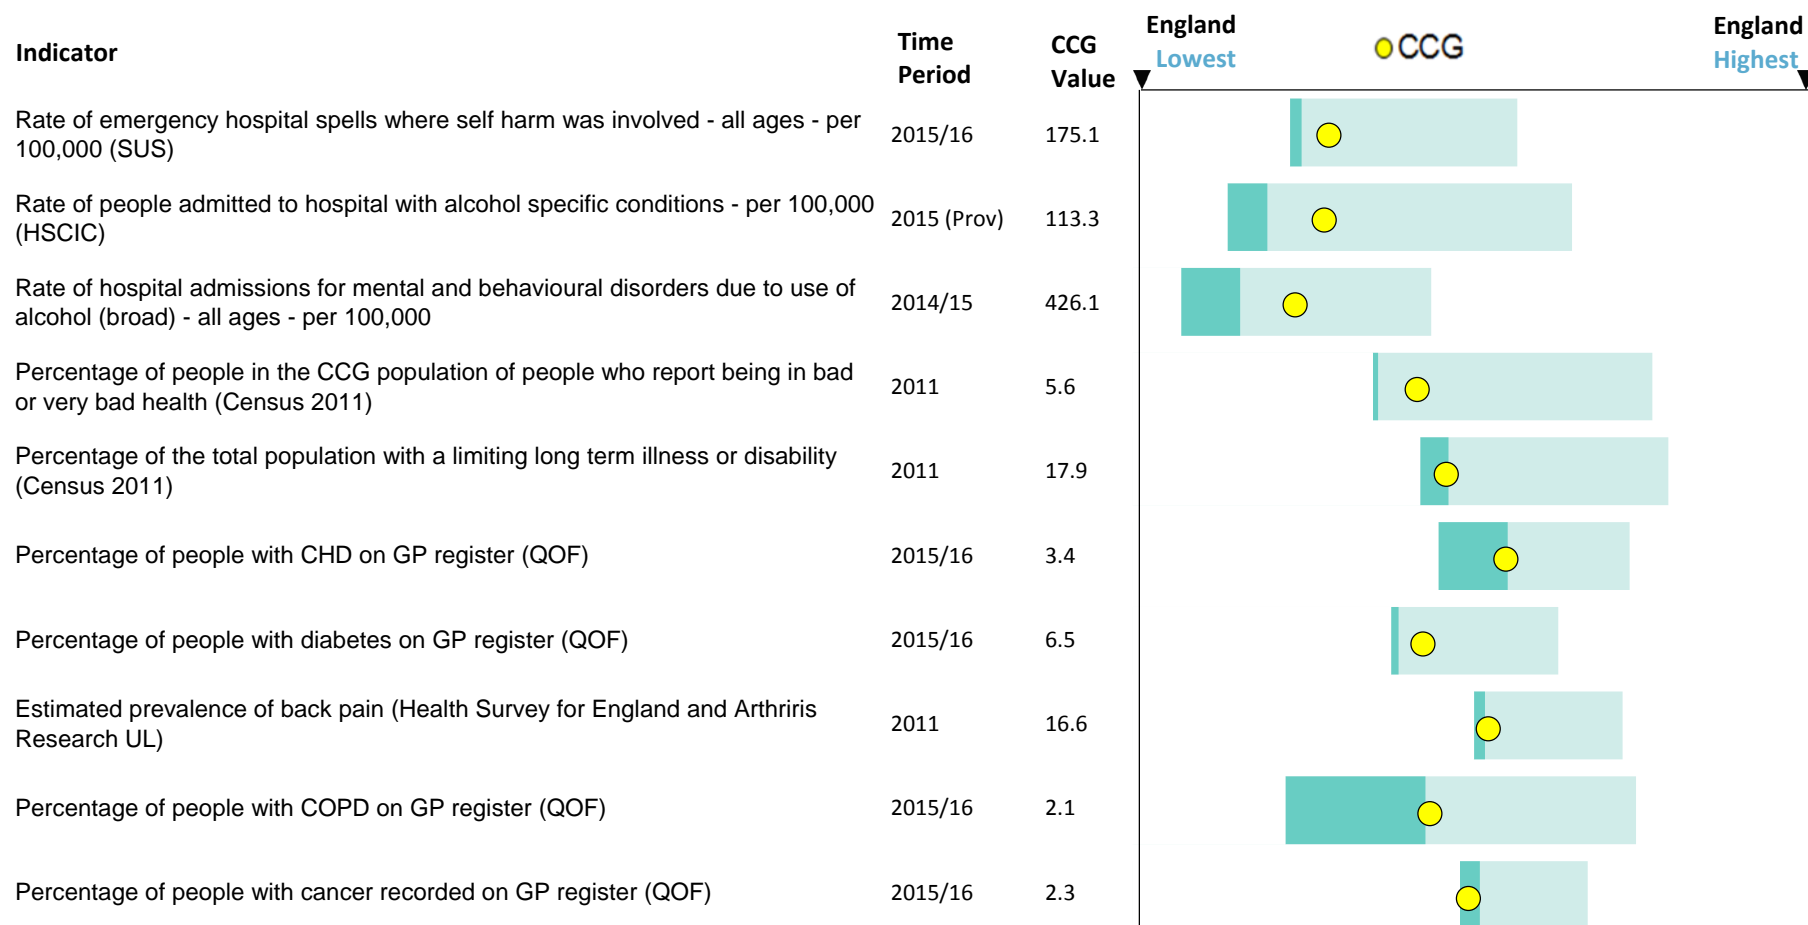 Indicator
Time
Period
CCG
Value
England
Lowest
CCG
England
Highest
Rate of emergency hospital spells where self harm was involved - all ages - per
100,000 (SUS)
2015/16
175.1
Rate of people admitted to hospital with alcohol specific conditions - per 100,000
(HSCIC)
2015 (Prov)
113.3
Rate of hospital admissions for mental and behavioural disorders due to use of
alcohol (broad) - all ages - per 100,000
2014/15
426.1
Percentage of people in the CCG population of people who report being in bad
or very bad health (Census 2011)
2011
5.6
Percentage of the total population with a limiting long term illness or disability
(Census 2011)
2011
17.9
Percentage of people with CHD on GP register (QOF)
2015/16
3.4
Percentage of people with diabetes on GP register (QOF)
2015/16
6.5
Estimated prevalence of back pain (Health Survey for England and Arthriris
Research UL)
2011
16.6
Percentage of people with COPD on GP register (QOF)
2015/16
2.1
Percentage of people with cancer recorded on GP register (QOF)
2015/16
2.3